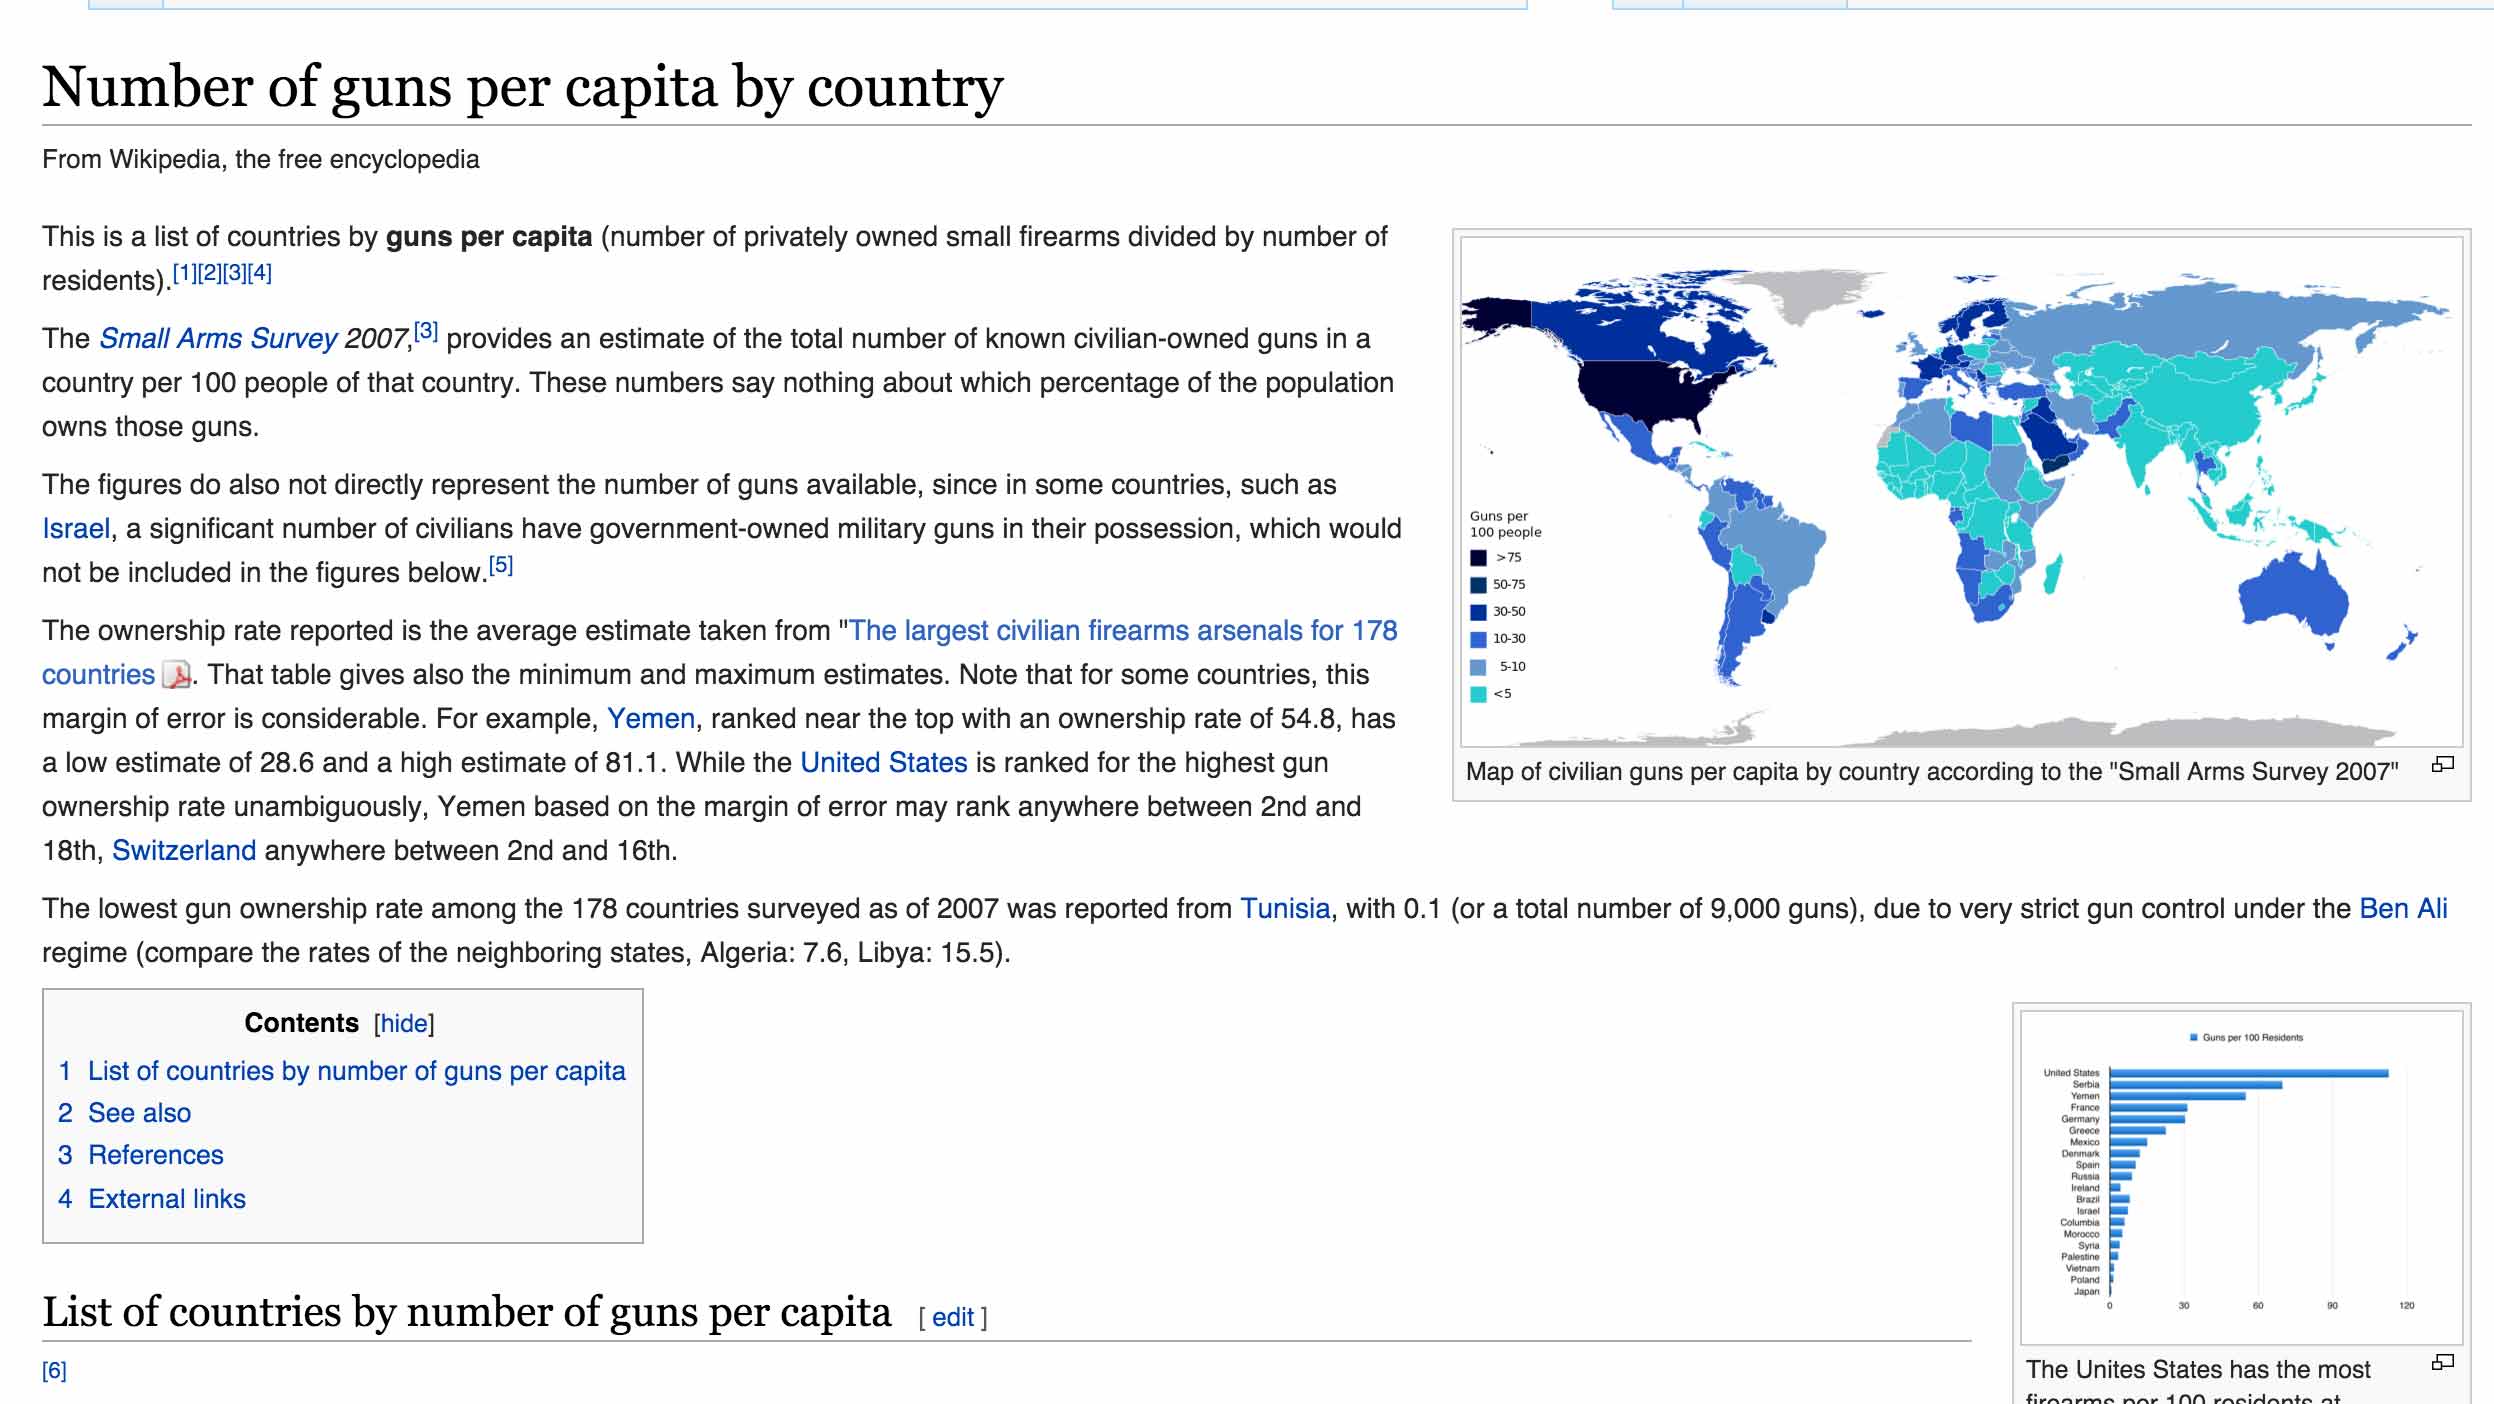 Number of guns per capita by country
From Wikipedia, the free encyclopedia
This is a list of countries by guns per capita (number of privately owned small firearms divided by number of
residents).[1][2][3][4]
The Small Arms Survey 2007,[3] provides an estimate of the total number of known civilian-owned guns in a
country per 100 people of that country. These numbers say nothing about which percentage of the population
owns those guns.
The figures do also not directly represent the number of guns available, since in some countries, such as
Israel, a significant number of civilians have government-owned military guns in their possession, which would
not be included in the figures below.[5]
The ownership rate reported is the average estimate taken from "The largest civilian firearms arsenals for 178
countries. That table gives also the minimum and maximum estimates. Note that for some countries, this
margin of error is considerable. For example, Yemen, ranked near the top with an ownership rate of 54.8, has
a low estimate of 28.6 and a high estimate of 81.1. While the United States is ranked for the highest gun
ownership rate unambiguously, Yemen based on the margin of error may rank anywhere between 2nd and
18th, Switzerland anywhere between 2nd and 16th.
Guns per
100 people
>75
50-75
30-50
10-30
5-10
<5
Map of civilian guns per capita by country according to the "Small Arms Survey 2007"
The lowest gun ownership rate among the 178 countries surveyed as of 2007 was reported from Tunisia, with 0.1 (or a total number of 9,000 guns), due to very strict gun control under the Ben Ali
regime (compare the rates of the neighboring states, Algeria: 7.6, Libya: 15.5).
Contents [hide]
1 List of countries by number of guns per capita
2 See also
3 References
4 External links
Guns per 100 Residents
United States
Serbia
Yemen
France
Germany
Greece
Mexico
Denmark
Spain
Russia
Ireland
Brazil
Israel
Columbia
Morocco
Syria
Palestine
Vietnam
Poland
Japan
0 30 60 90 120
The Unites States has the most
firearms per 100 residents at
List of countries by number of guns per capita [ edit ]
[6]